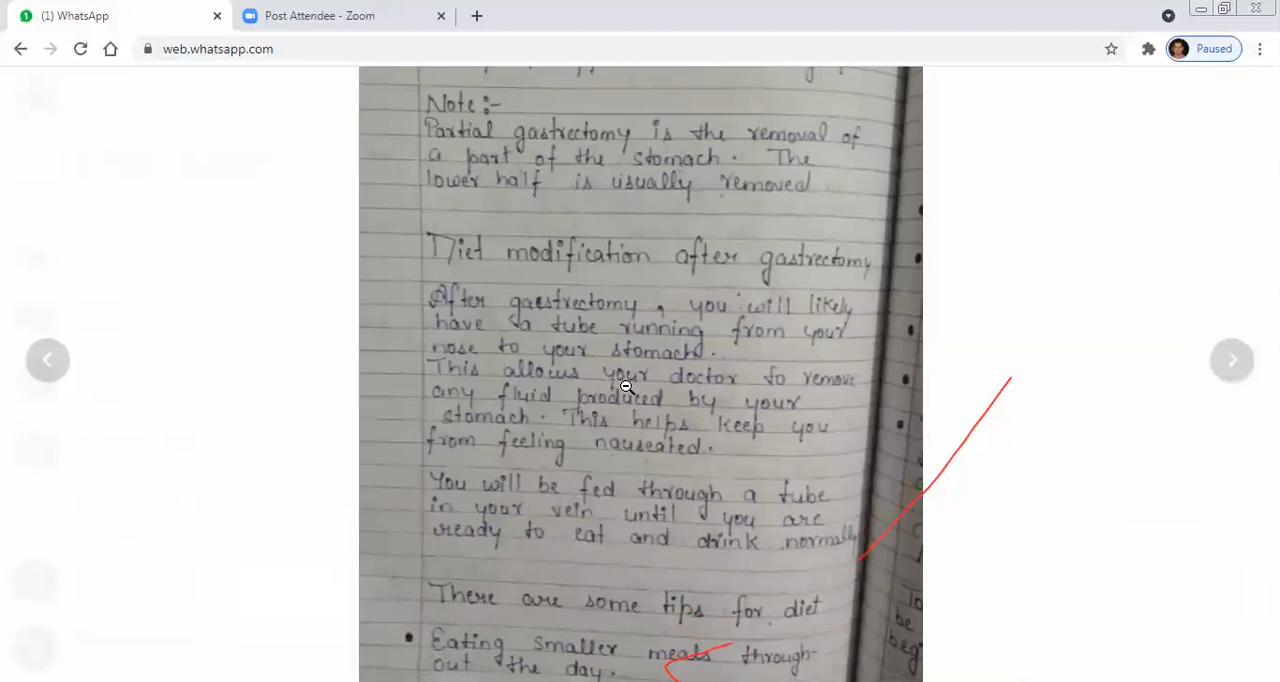 (1) WhatsApp
Post Attendee - Zoom
web.whatsapp.com
Paused
Note :-
Partial gastrectomy is the removal of
a part of the stomach. The
lower half is usually removed
Diet modification after gastrectomy
After gaestrectomy, you will likely
have a tube running from your
nose to your stomach.
This allows your doctor to remove
any fluid produced by your
stomach. This helps keep you
from feeling nauseated.
You will be fed through a tube
in your vein until you are
ready to eat and drink normally
There are some tips for diet
• Eating smaller meals through-
out the day.
To
be
beg